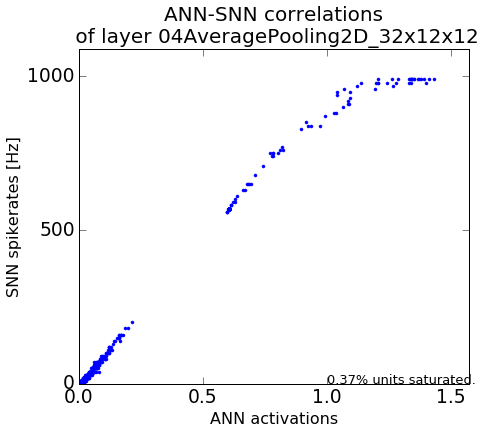 ANN-SNN correlations
of layer 04AveragePooling2D_32x12x12
SNN spikerates [Hz]
1000
500
0
0.37% units saturated.
0.0 0.5 1.0 1.5
ANN activations